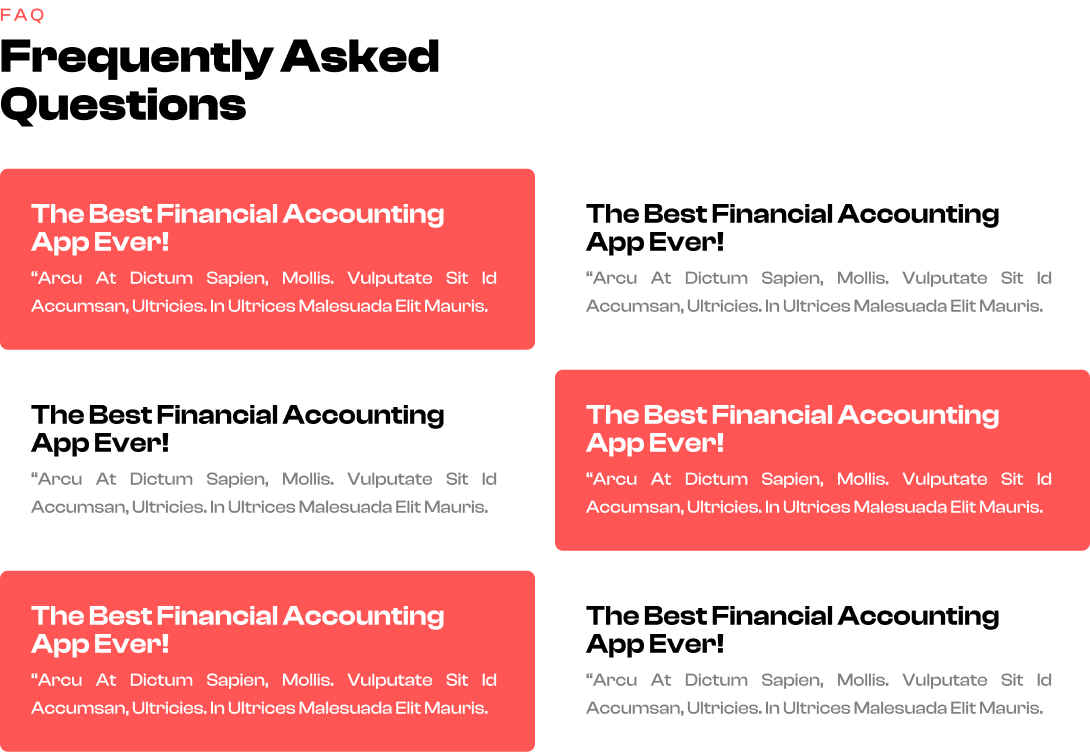 FAQ
Frequently Asked
Questions
The Best Financial Accounting
App Ever!
“Arcu At Dictum Sapien, Mollis. Vulputate Sit Id
Accumsan, Ultricies. In Ultrices Malesuada Elit Mauris.
The Best Financial Accounting
App Ever!
“Arcu At Dictum Sapien, Mollis. Vulputate Sit Id
Accumsan, Ultricies. In Ultrices Malesuada Elit Mauris.
The Best Financial Accounting
App Ever!
“Arcu At Dictum Sapien, Mollis. Vulputate Sit Id
Accumsan, Ultricies. In Ultrices Malesuada Elit Mauris.
The Best Financial Accounting
App Ever!
“Arcu At Dictum Sapien, Mollis. Vulputate Sit Id
Accumsan, Ultricies. In Ultrices Malesuada Elit Mauris.
The Best Financial Accounting
App Ever!
“Arcu At Dictum Sapien, Mollis. Vulputate Sit Id
Accumsan, Ultricies. In Ultrices Malesuada Elit Mauris.
The Best Financial Accounting
App Ever!
“Arcu At Dictum Sapien, Mollis. Vulputate Sit Id
Accumsan, Ultricies. In Ultrices Malesuada Elit Mauris.